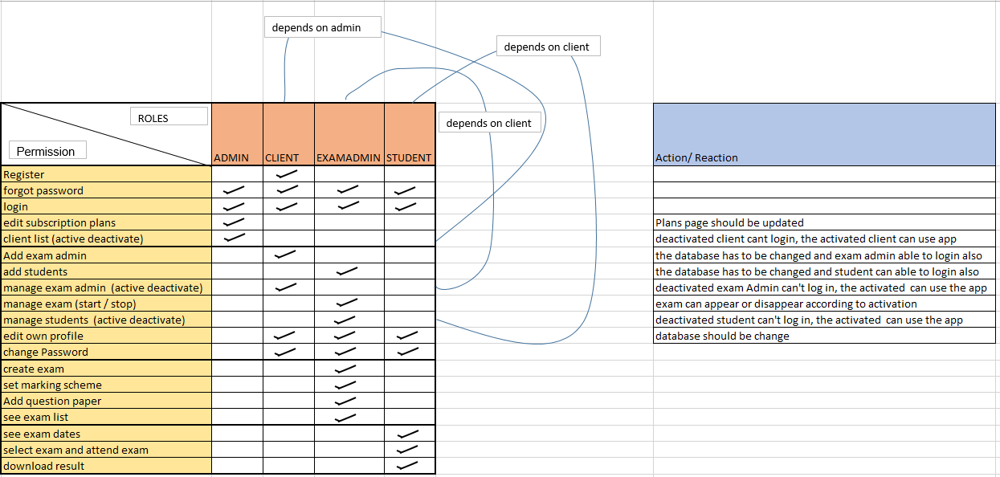 depends on admin
depends on client
depends on client
ROLES
Permission
ADMIN CLIENT EXAMADMIN STUDENT Action/ Reaction
Register
forgot password
login
edit subscription plans Plans page should be updated
client list (active deactivate) deactivated client cant login, the activated client can use app
Add exam admin the database has to be changed and exam admin able to login also
add students the database has to be changed and student can able to login also
manage exam admin (active deactivate) deactivated exam Admin can't log in, the activated can use the app
manage exam (start / stop) exam can appear or disappear according to activation
manage students (active deactivate) deactivated student can't log in, the activated can use the app
edit own profile database should be change
change Password
create exam
set marking scheme
Add question paper
see exam list
see exam dates
select exam and attend exam
download result